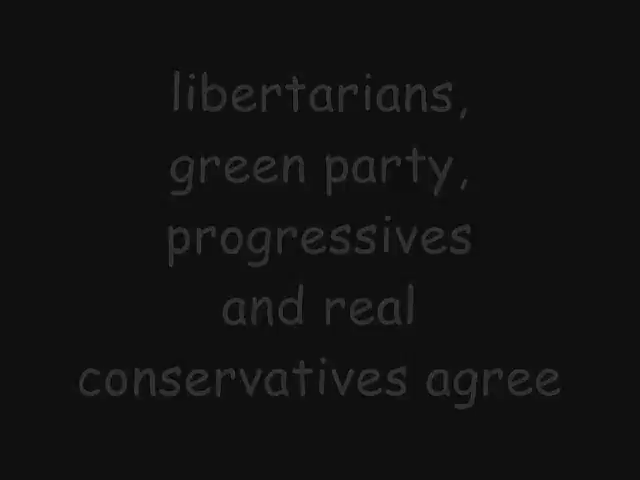 libertarians,
green party,
progressives
and real
conservatives agree